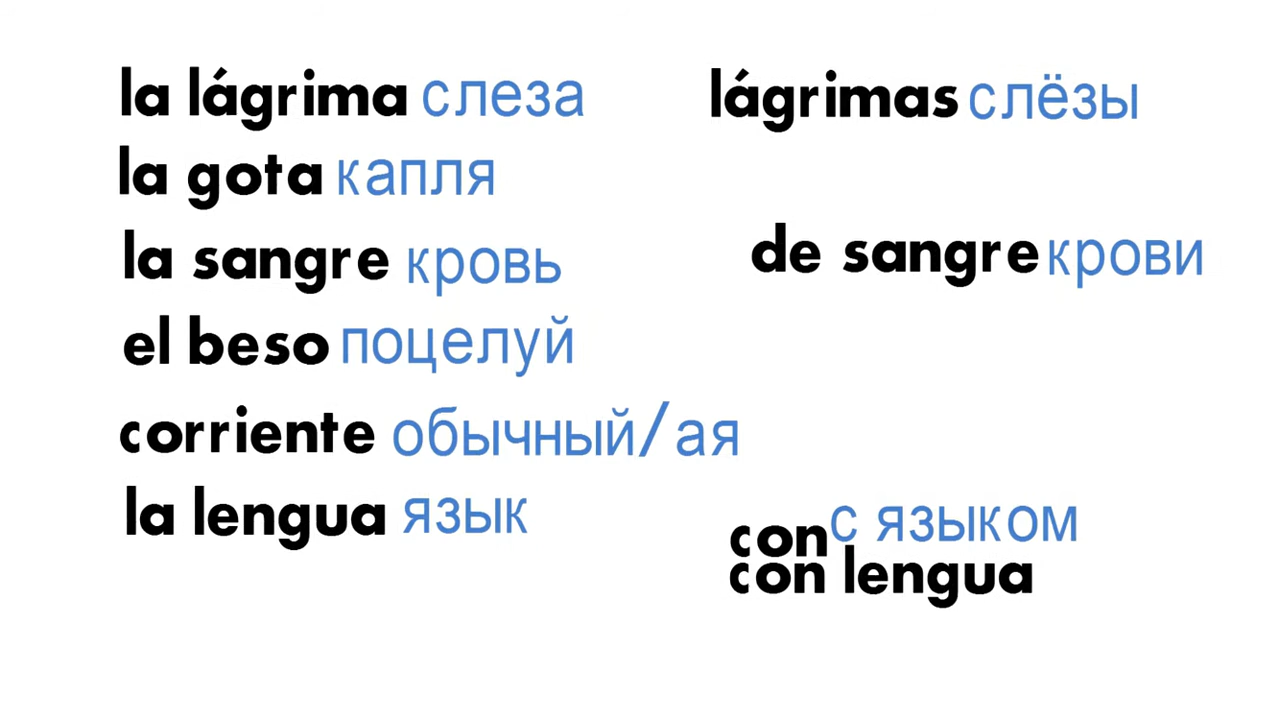 la lágrima слеза lágrimas слёзы
la gota капля
la sangre кровь de sangre крови
el beso поцелуй
corriente обычный/ая
la lengua язык con с языком
con lengua